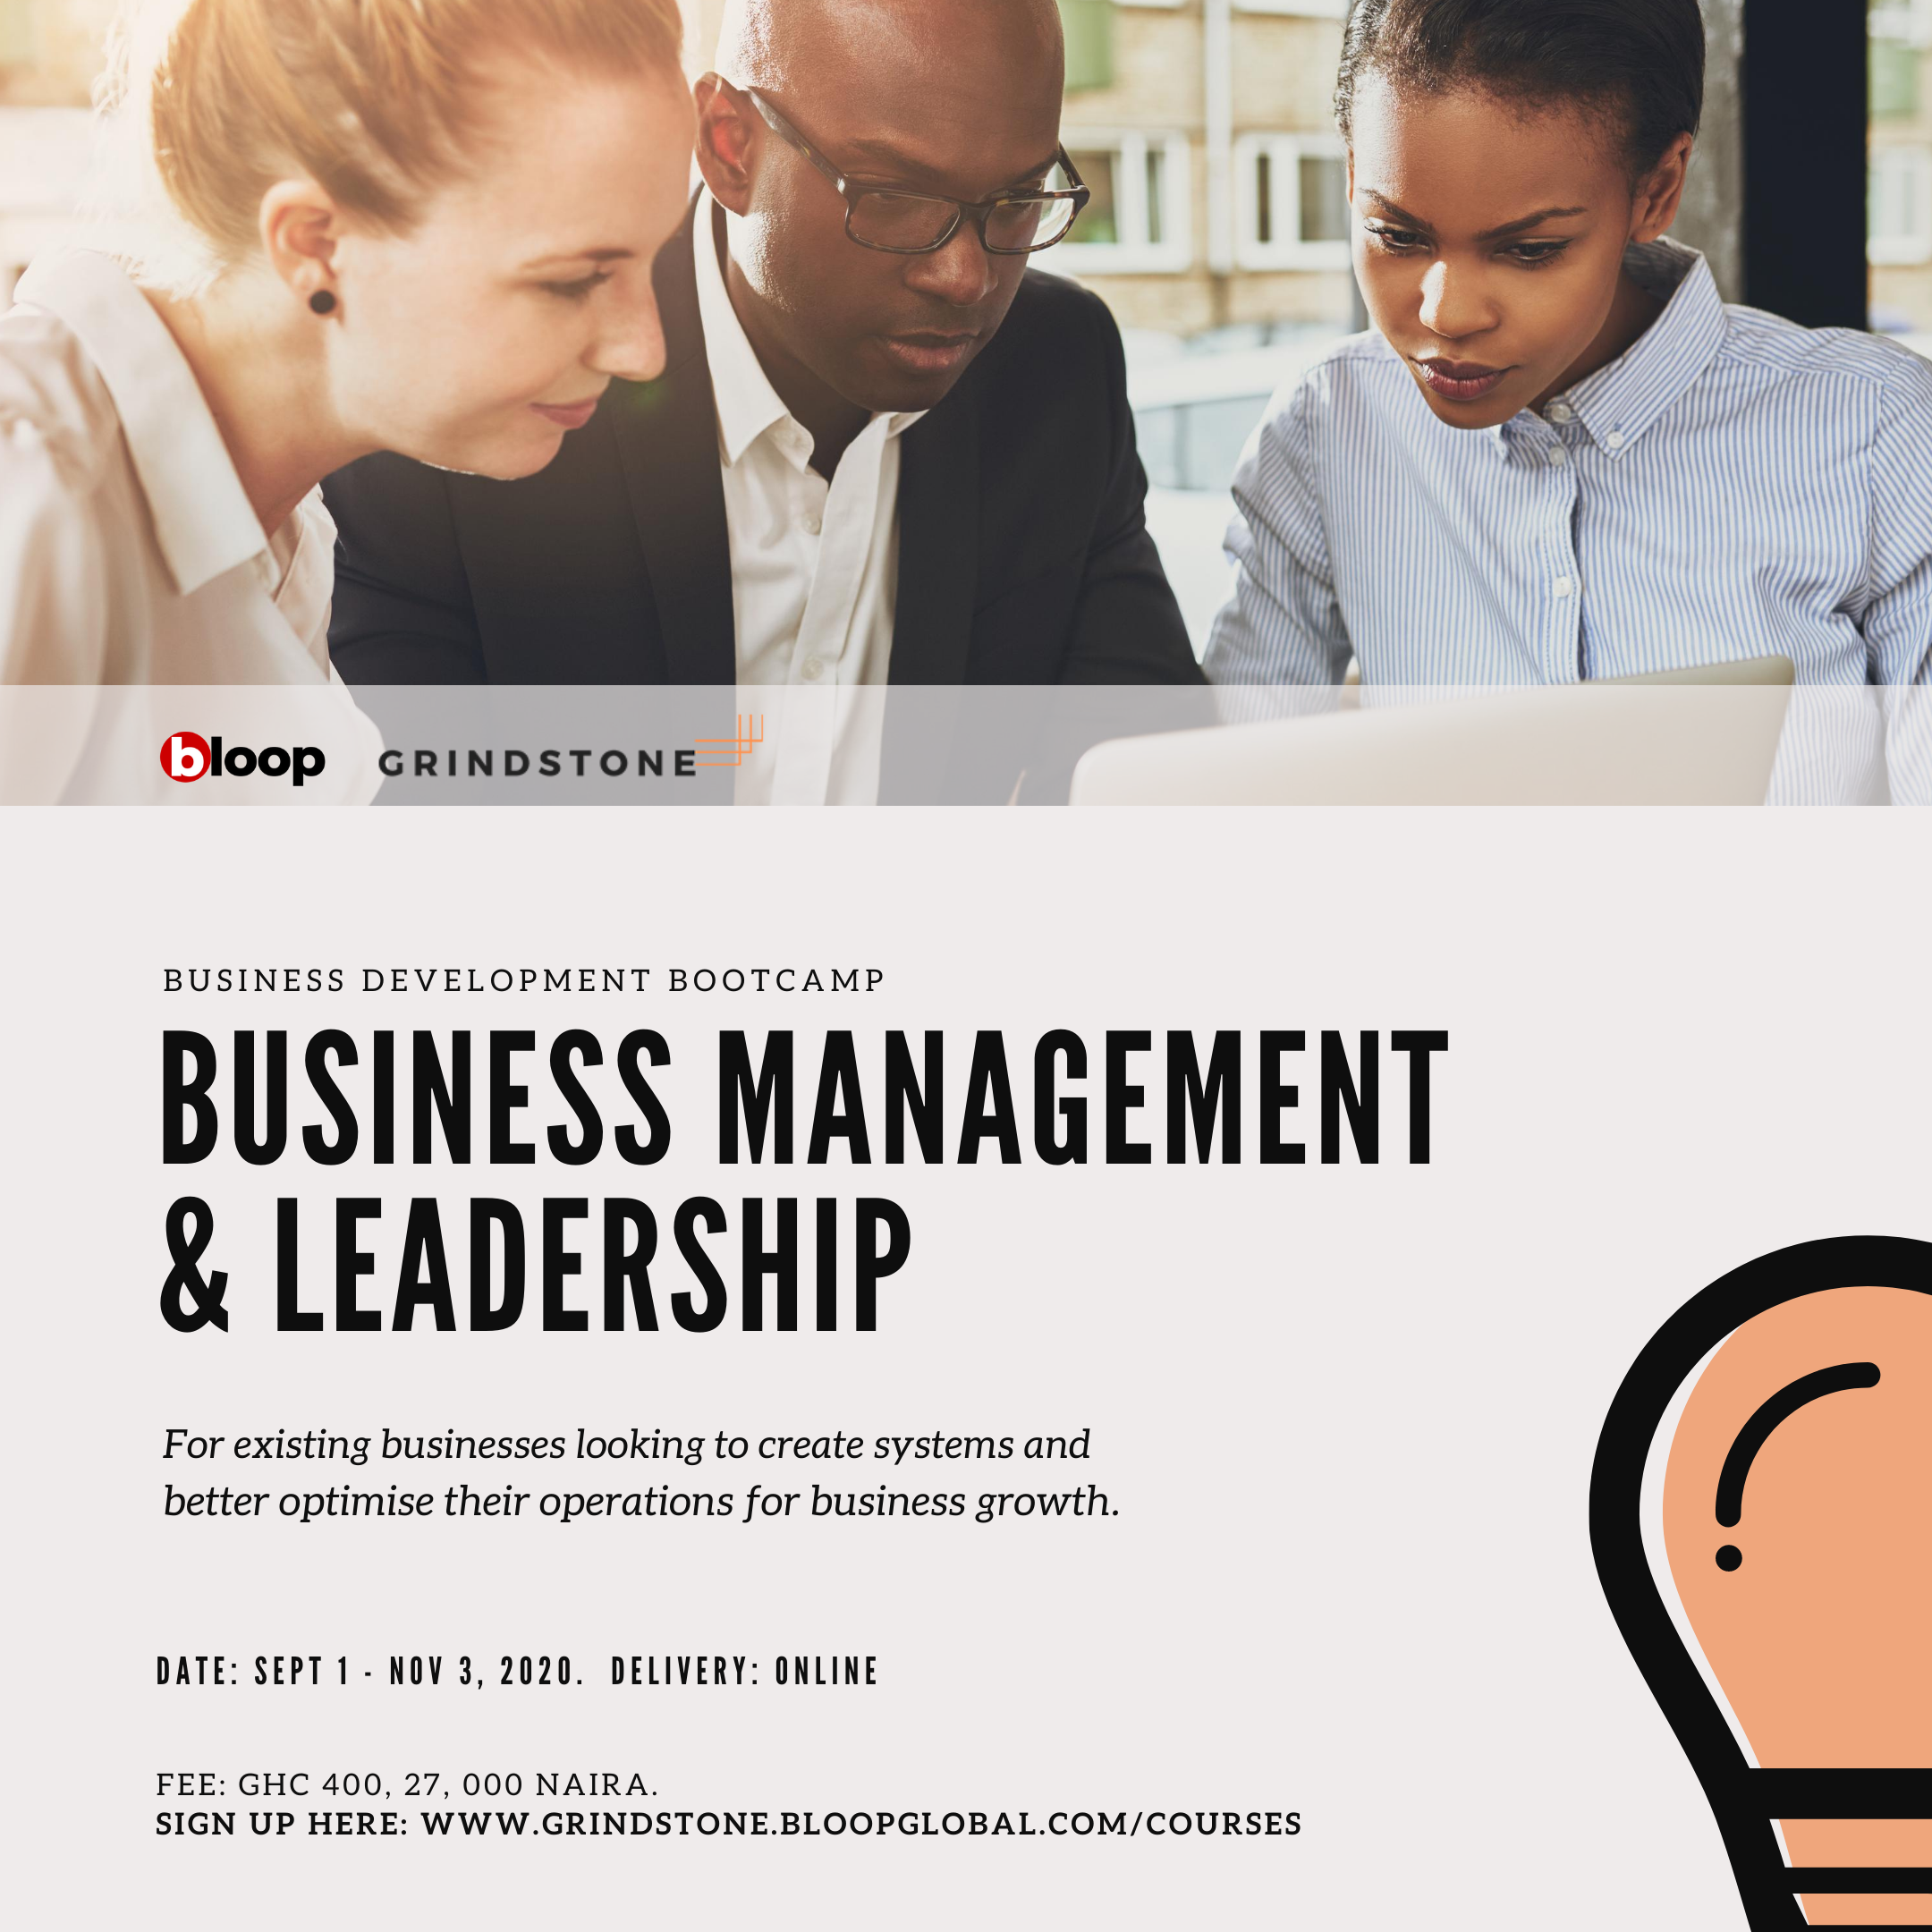 bloop GRINDSTONE
BUSINESS DEVELOPMENT BOOTCAMP
BUSINESS MANAGEMENT
& LEADERSHIP
For existing businesses looking to create systems and
better optimise their operations for business growth.
DATE: SEPT 1 - NOV 3, 2020. DELIVERY: ONLINE
FEE: GHC 400, 27, 000 NAIRA.
SIGN UP HERE: WWW.GRINDSTONE.BLOOPGLOBAL.COM/COURSES